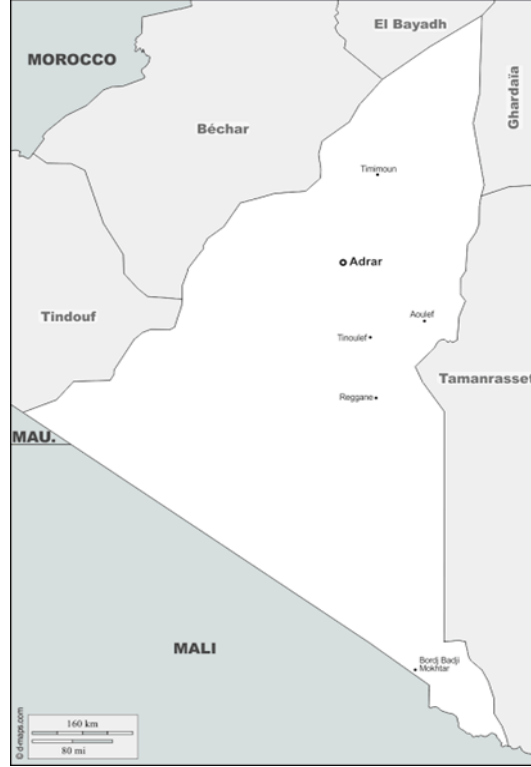 El Bayadh
MOROCCO
Ghardaïa
Béchar
Timimoun
Adrar
Tindouf
Aoulef
Tinoulef
Tamanrasset
Reggane
MAU.
MALI
Bordj Badji
Mokhtar
160 km
80 mi
© d-maps.com